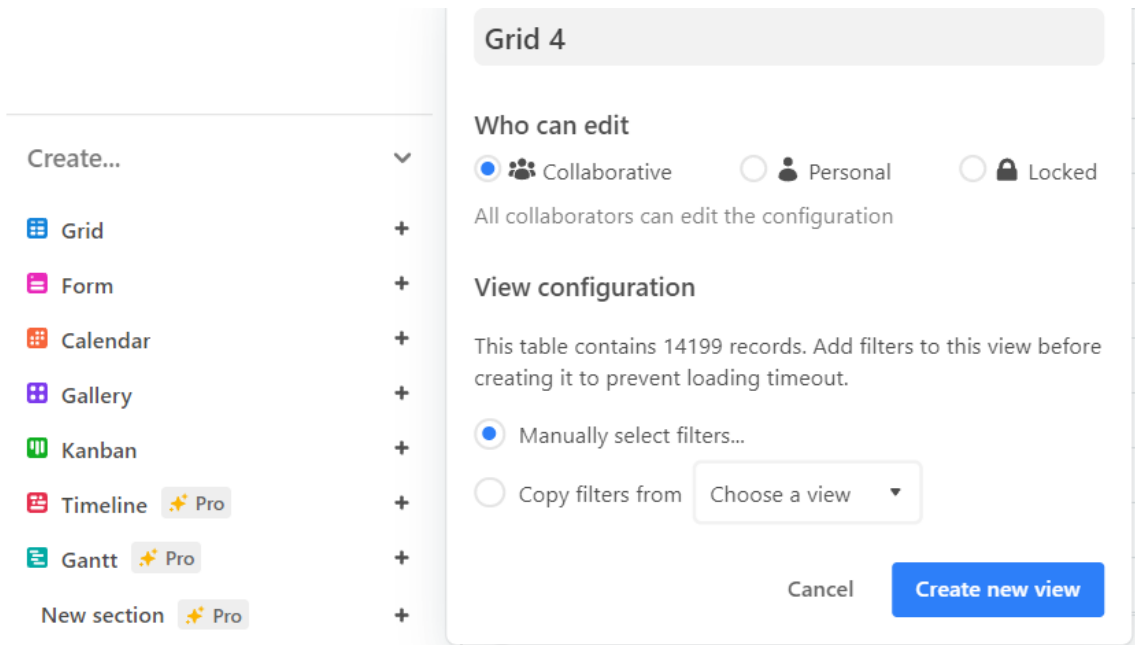 Create...
Grid
Form
Calendar
Gallery
Kanban
Timeline Pro
Gantt Pro
New section Pro
Grid 4
Who can edit
Collaborative Personal Locked
All collaborators can edit the configuration
View configuration
This table contains 14199 records. Add filters to this view before
creating it to prevent loading timeout.
Manually select filters...
Copy filters from Choose a view
Cancel Create new view